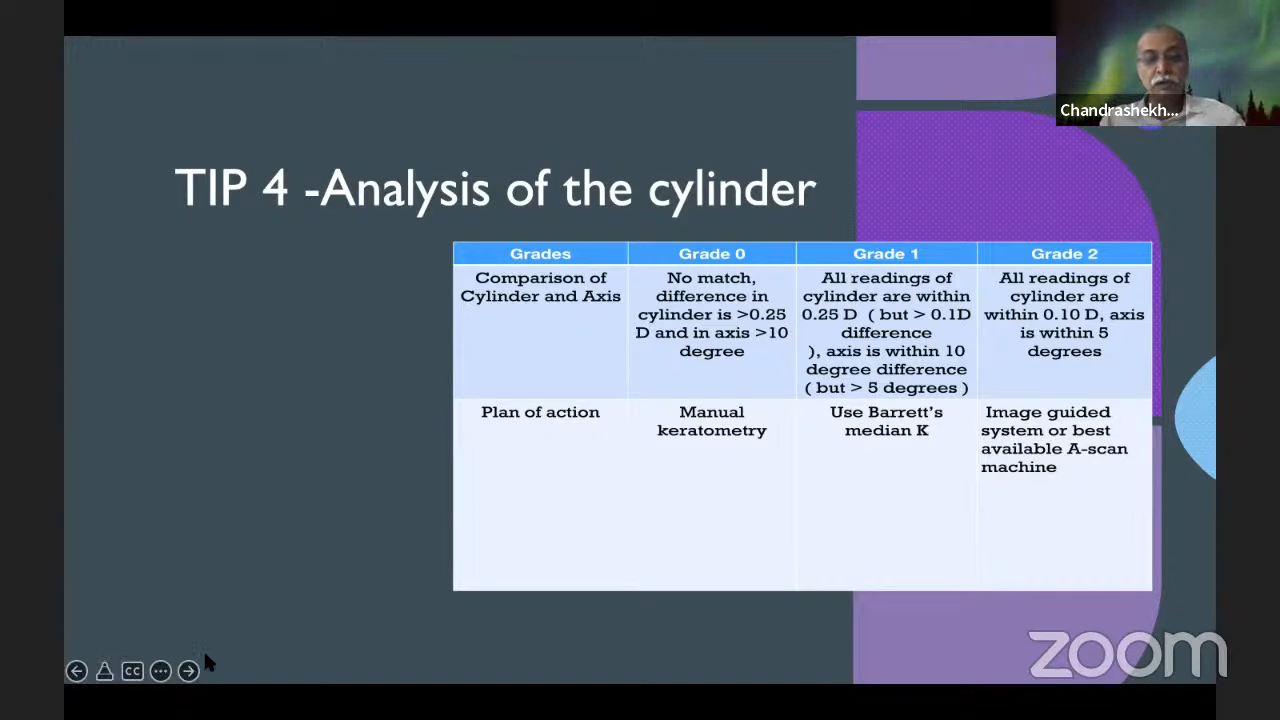 Chandrashekh...
TIP 4 -Analysis of the cylinder
Grades
Grade 0
Grade 1
Grade 2
Comparison of
Cylinder and Axis
No match,
difference in
cylinder is >0.25
D and in axis >10
degree
All readings of
cylinder are within
0.25 D ( but > 0.1D
difference
), axis is within 10
degree difference
( but > 5 degrees )
All readings of
cylinder are
within 0.10 D, axis
is within 5
degrees
Plan of action
Manual
keratometry
Use Barrett’s
median K
Image guided
system or best
available A-scan
machine
CC
zoom